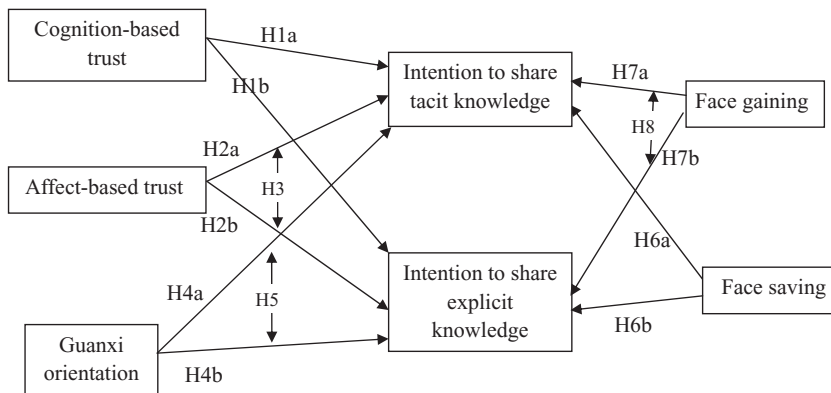 Cognition-based
trust
H1a
H1b
Intention to share
tacit knowledge
H7a
Face gaining
H8
H7b
H2a
Affect-based trust
H3
H2b
H6a
Intention to share
explicit
knowledge
Face saving
H4a
H5
H6b
Guanxi
orientation
H4b